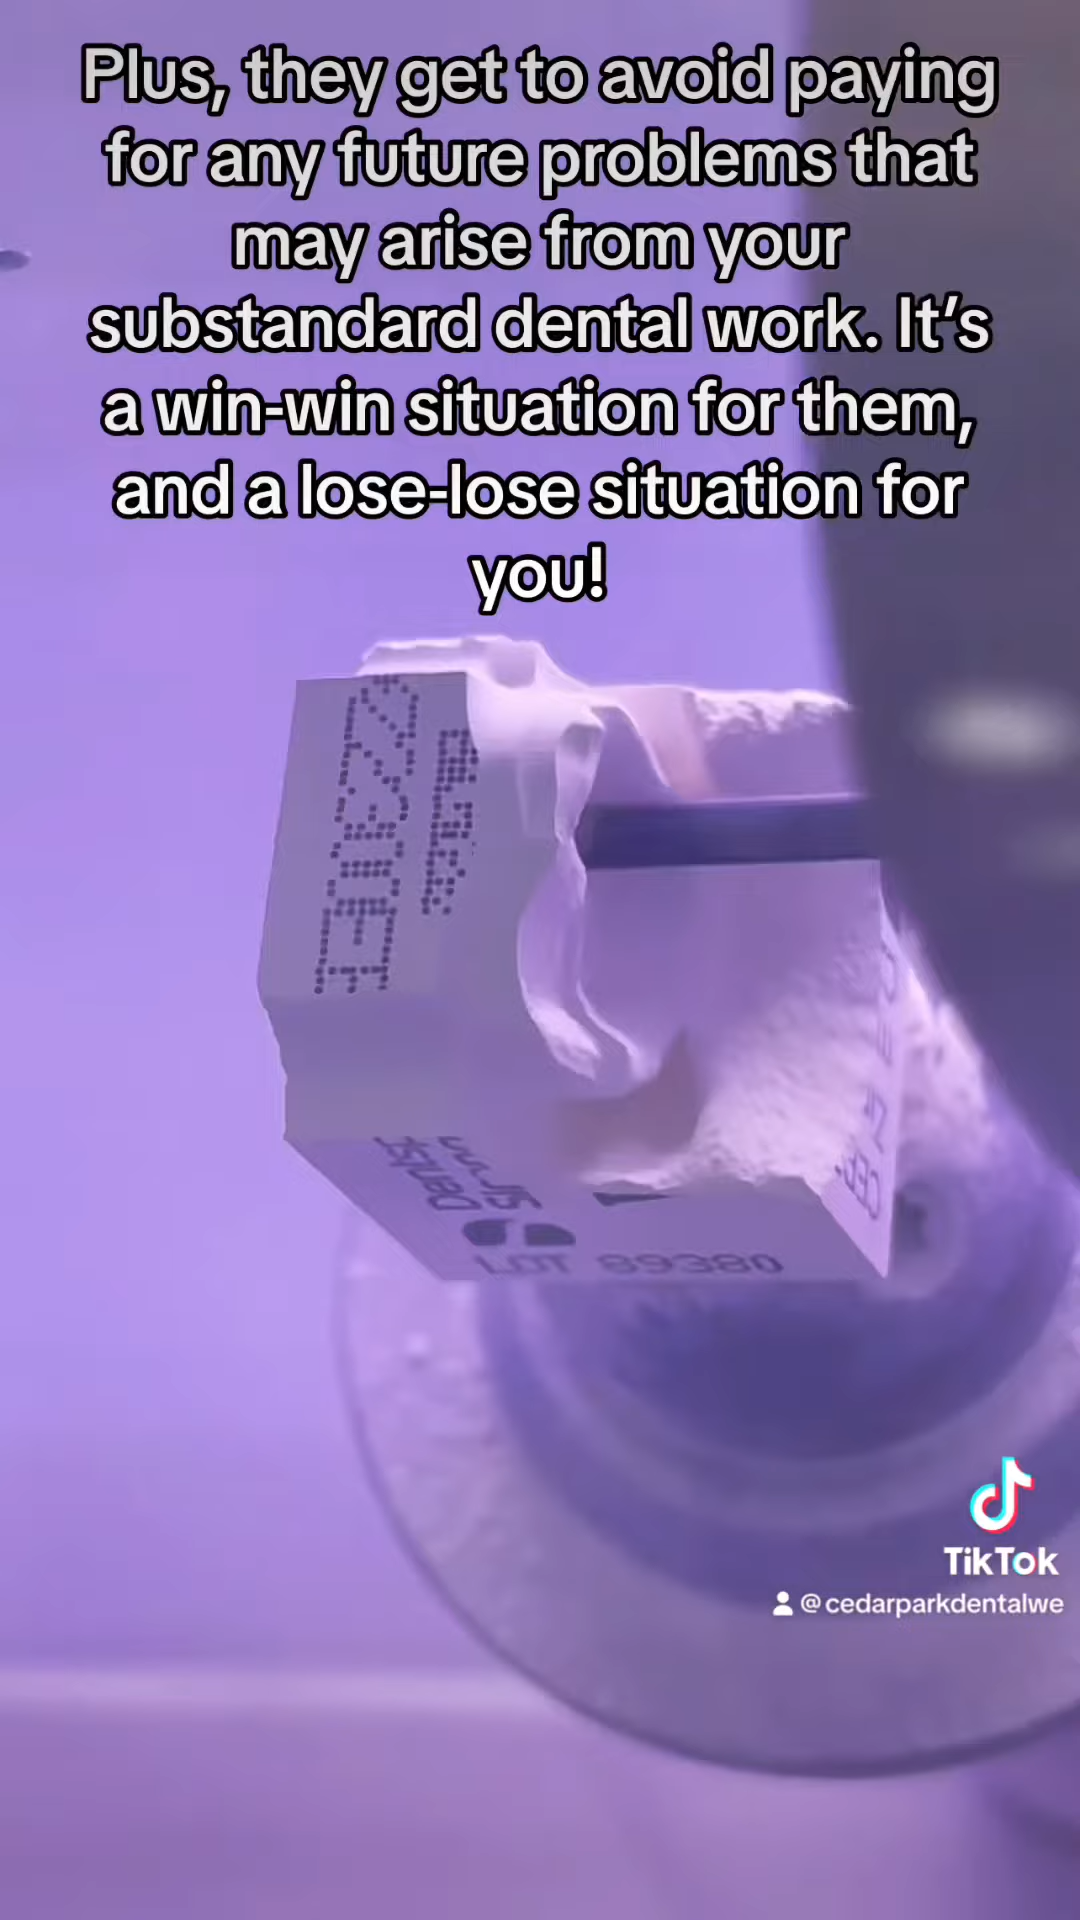 Plus, they get to avoid paying
for any future problems that
may arise from your
substandard dental work. It's
a win-win situation for them,
and a lose-lose situation for
you!
LOT 89380
TikTok
@cedarparkdentalwe